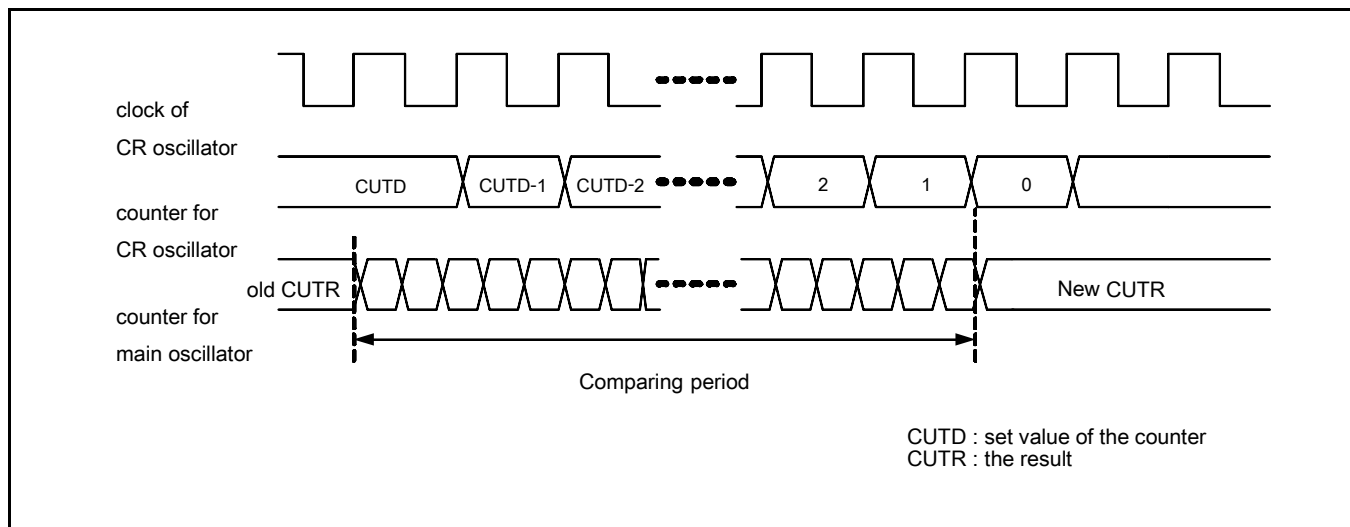 clock of
CR oscillator
CUTD CUTD-1 CUTD-2 2 1 0
counter for
CR oscillator
old CUTR New CUTR
counter for
main oscillator
Comparing period
CUTD : set value of the counter
CUTR : the result